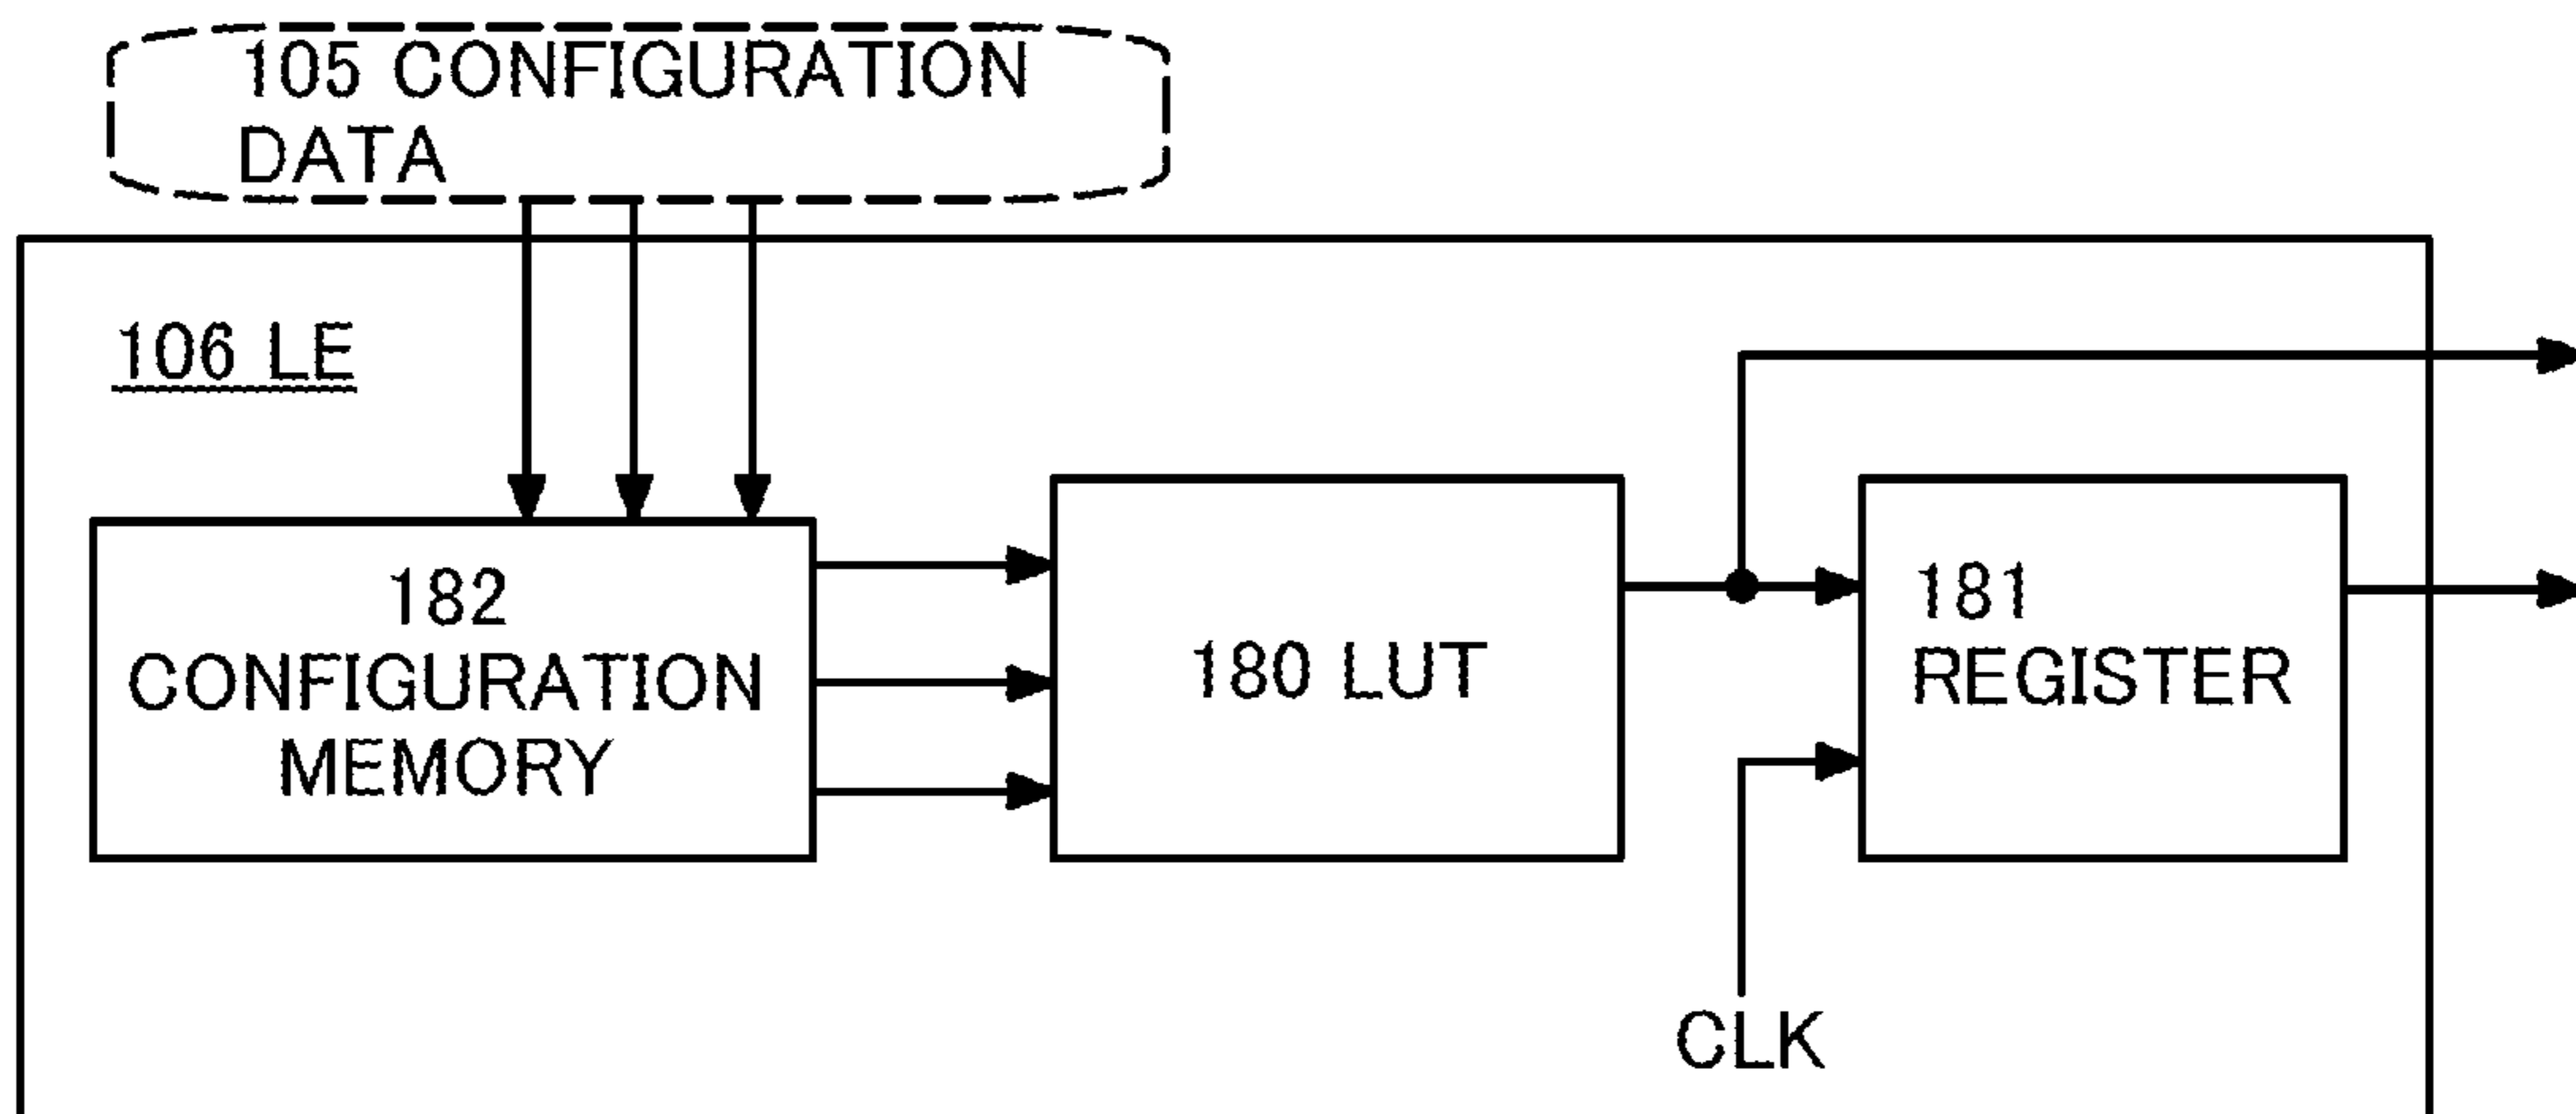 105 CONFIGURATION
DATA
106 LE
182
CONFIGURATION
MEMORY
180 LUT
181
REGISTER
CLK